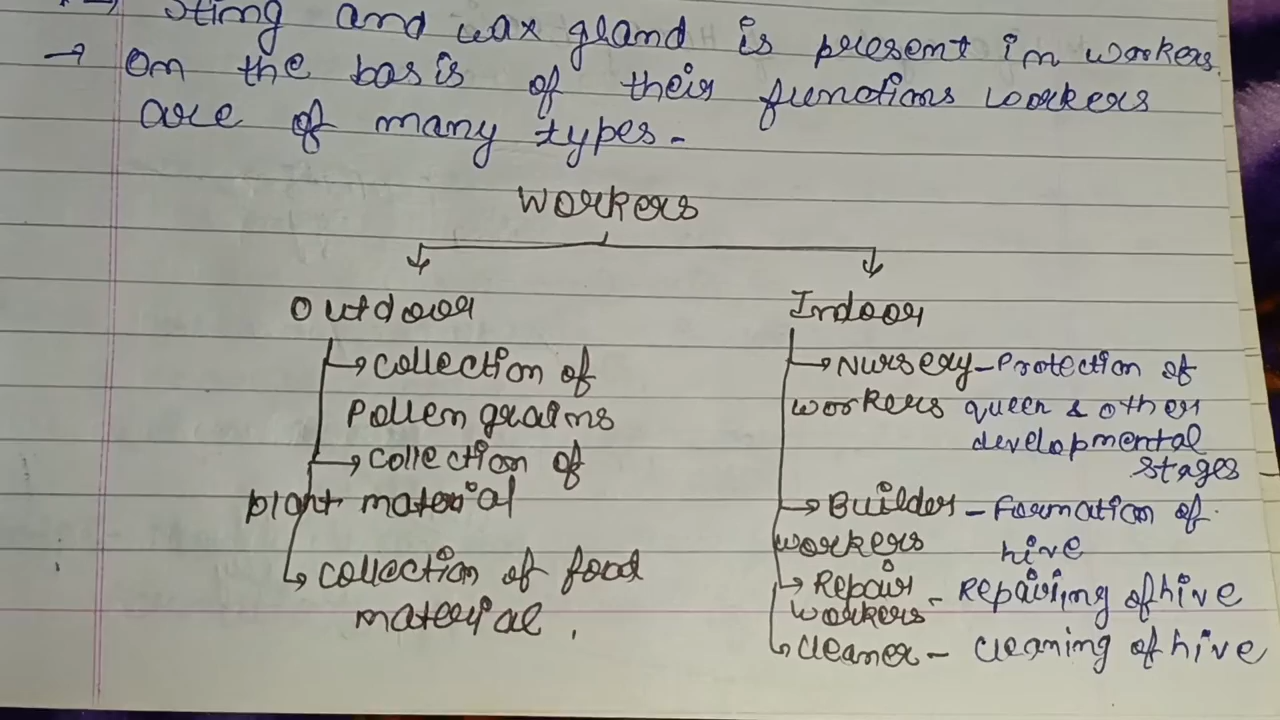 → Sting and wax gland is present in workers.
→ On the basis of their functions workers
are of many types -
Workers
Outdoor
→ Collection of
Pollen grains
→ Collection of
plant material
→ Collection of food
material.
Indoor
→ Nursery - Protection of
workers queen & other
developmental
stages
→ Builder - Formation of
workers hive
→ Repair
workers - Repairing of hive
→ Cleaner - Cleaning of hive